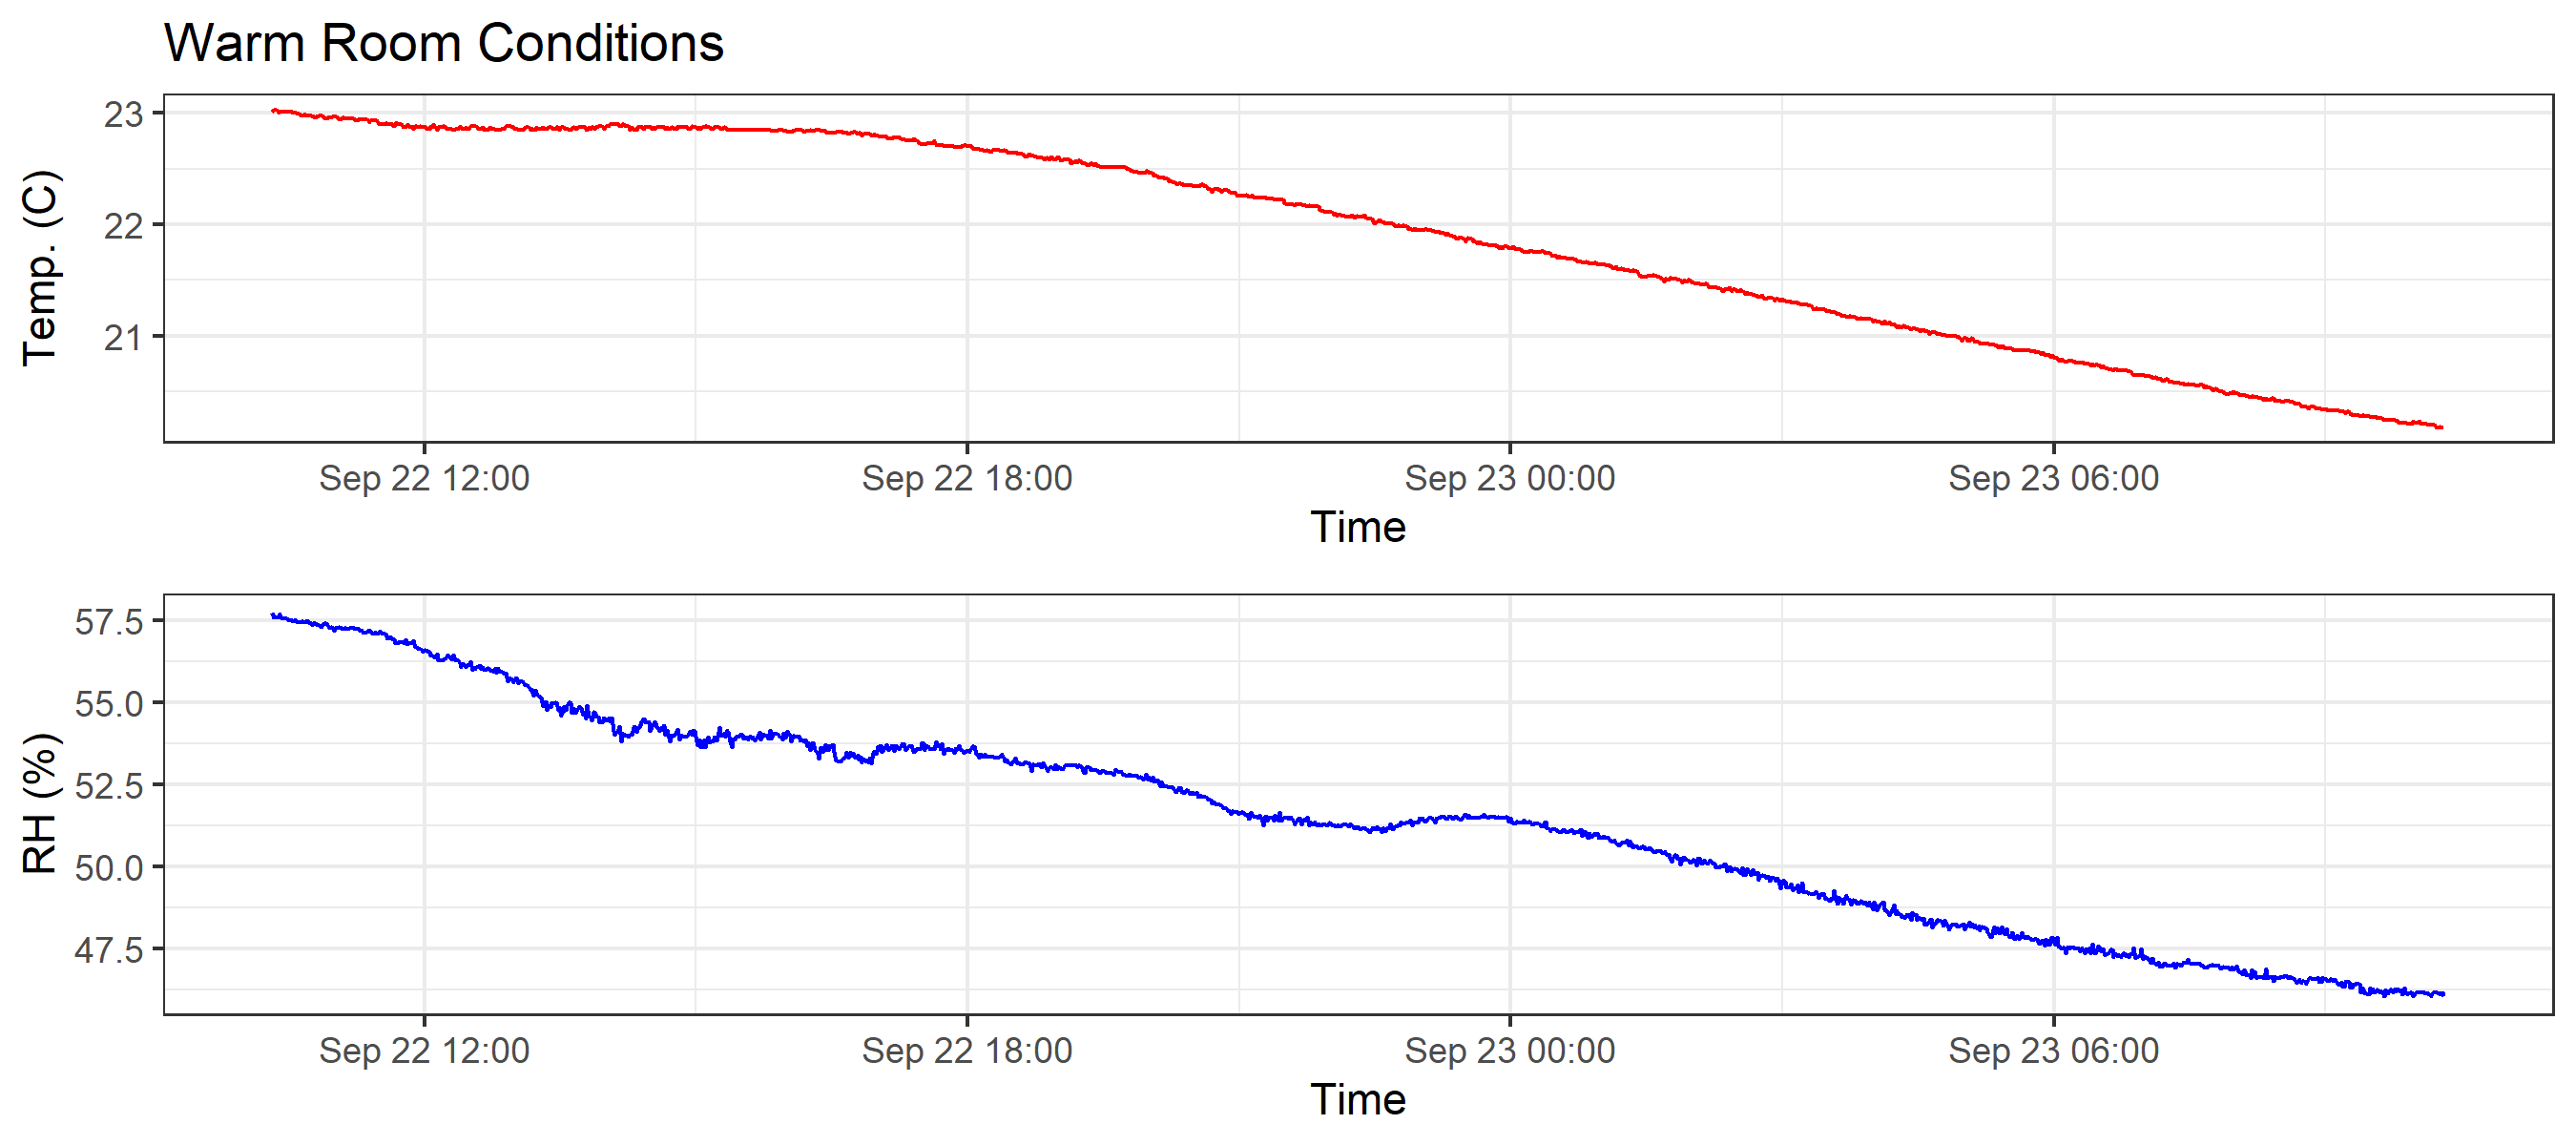 Warm Room Conditions
Temp. (C)
23
22
21
Sep 22 12:00 Sep 22 18:00 Sep 23 00:00 Sep 23 06:00
Time
RH (%)
57.5
55.0
52.5
50.0
47.5
Sep 22 12:00 Sep 22 18:00 Sep 23 00:00 Sep 23 06:00
Time